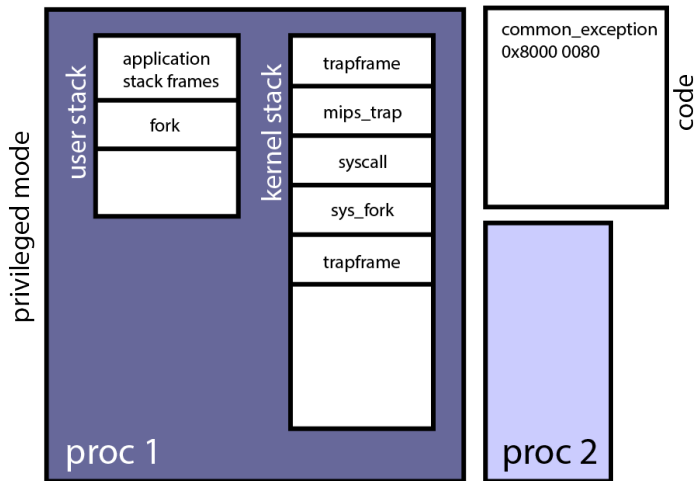 privileged mode
user stack
application
stack frames
fork
kernel stack
trapframe
mips_trap
syscall
sys_fork
trapframe
proc 1
common_exception
0x8000 0080
code
proc 2